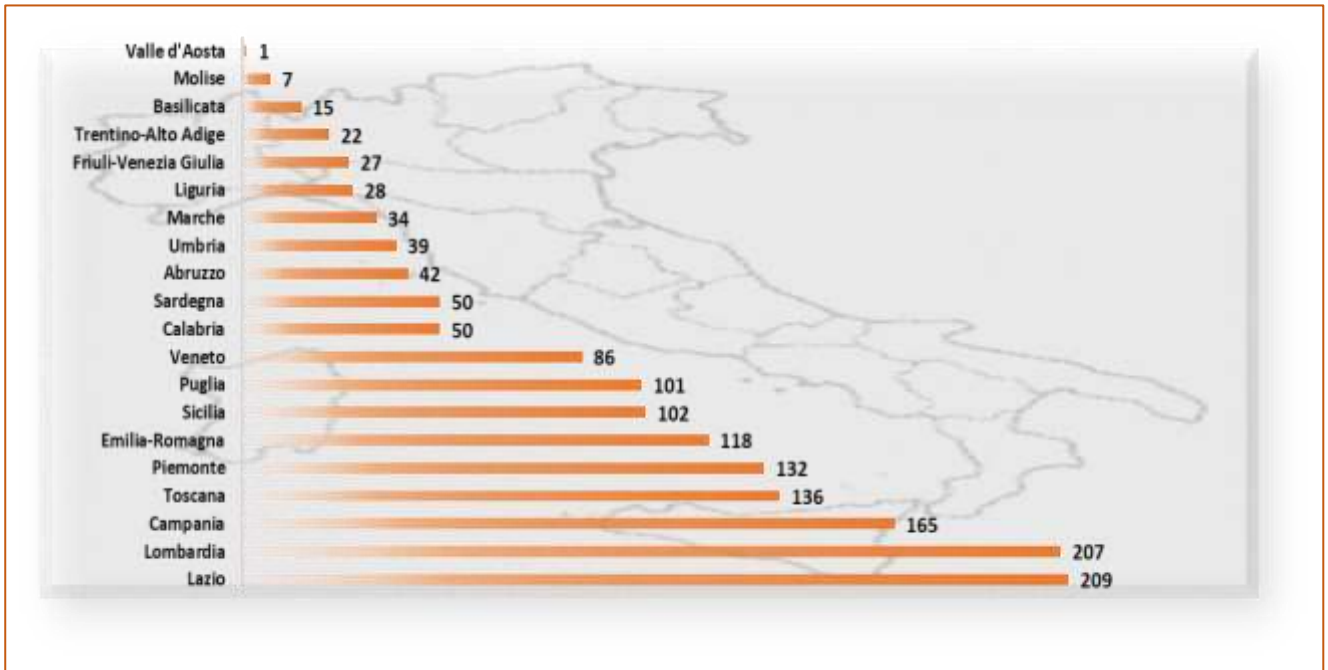 Valle d'Aosta 1
Molise 7
Basilicata 15
Trentino-Alto Adige 22
Friuli-Venezia Giulia 27
Liguria 28
Marche 34
Umbria 39
Abruzzo 42
Sardegna 50
Calabria 50
Veneto 86
Puglia 101
Sicilia 102
Emilia-Romagna 118
Piemonte 132
Toscana 136
Campania 165
Lombardia 207
Lazio 209